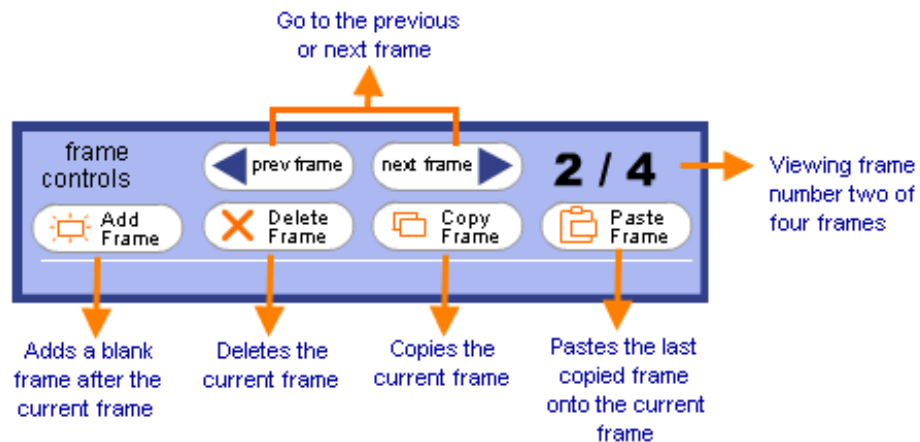 Go to the previous
or next frame
frame
controls
prev frame
next frame
2 / 4
Viewing frame
number two of
four frames
Add
Frame
Delete
Frame
Copy
Frame
Paste
Frame
Adds a blank
frame after the
current frame
Deletes the
current frame
Copies the
current frame
Pastes the last
copied frame
onto the current
frame